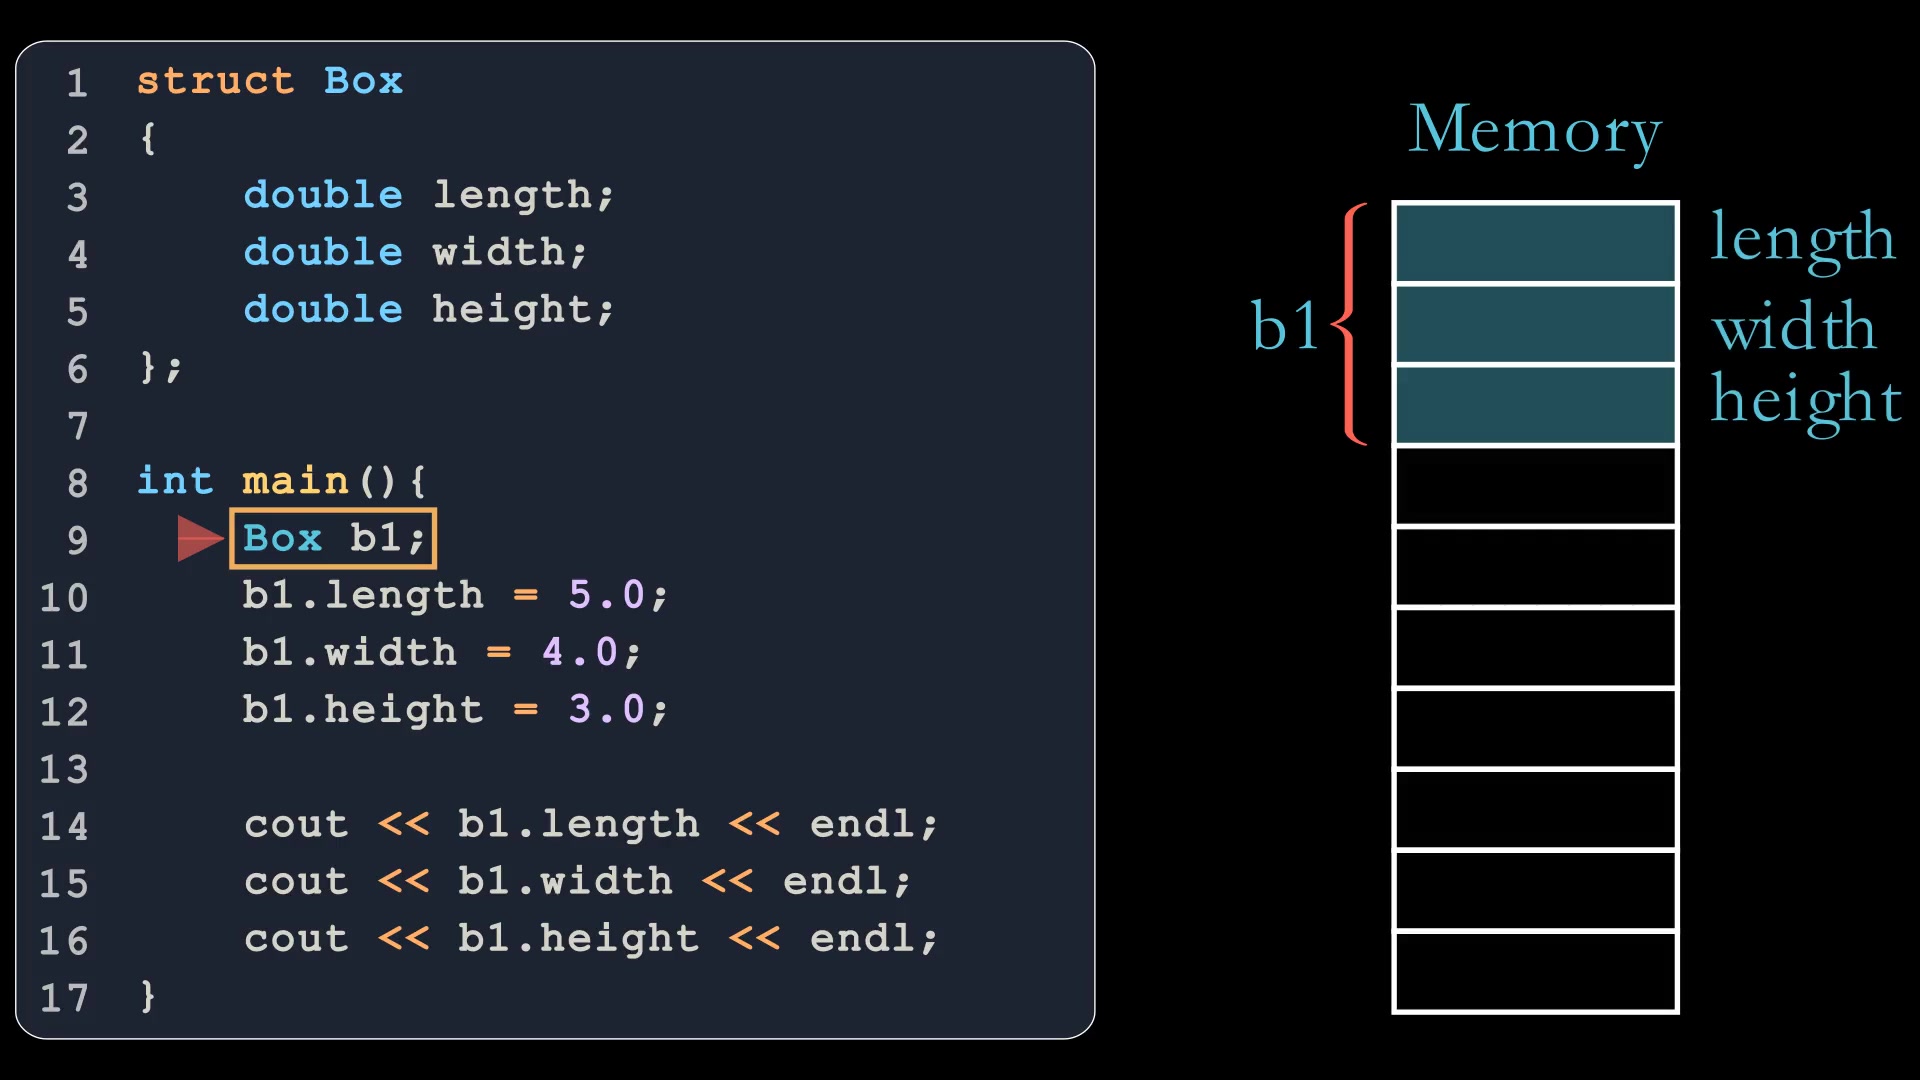 1 struct Box
2 {
3     double length;
4     double width;
5     double height;
6 };
7
8 int main(){
9     Box b1;
10     b1.length = 5.0;
11     b1.width = 4.0;
12     b1.height = 3.0;
13
14     cout << b1.length << endl;
15     cout << b1.width << endl;
16     cout << b1.height << endl;
17 }
Memory
b1
length
width
height